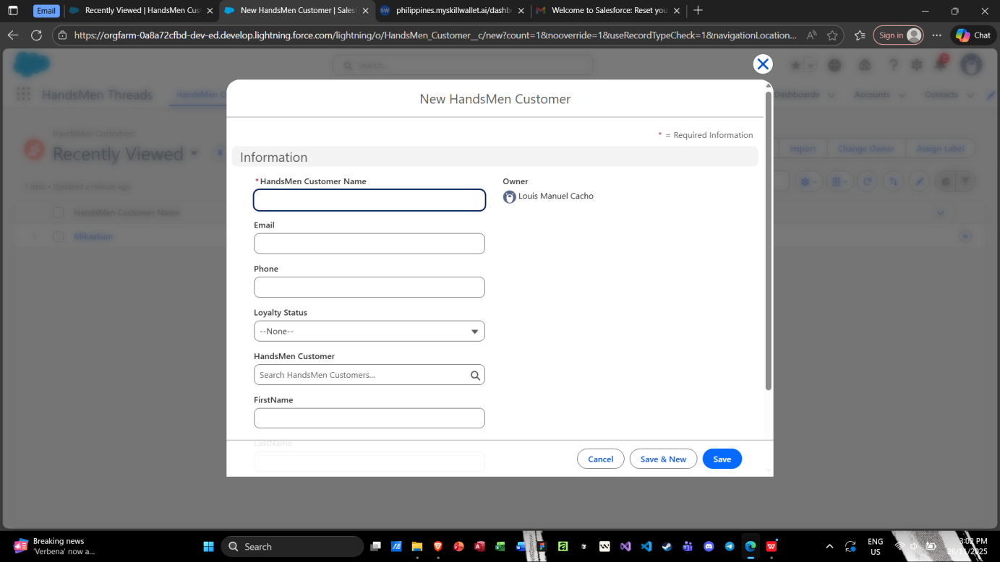 Email
Recently Viewed | HandsMen Cust
New HandsMen Customer | Sales
SW
philippines.myskillwallet.ai/dashb
Welcome to Salesforce: Reset you
https://orgfarm-0a8a72cfbd-dev-ed.develop.lightning.force.com/lightning/o/HandsMen_Customer__c/new?count=1&nooverride=1&useRecordTypeCheck=1&navigationLocation...
Sign in
Chat
Search...
2
HandsMen Threads
HandsMen C
Dashboards
Accounts
Contacts
New HandsMen Customer
* = Required Information
HandsMen Customers
Recently Viewed
Import
Change Owner
Assign Label
1 item • Updated a minute ago
HandsMen Customer Name
1
Mikaelson
Information
*HandsMen Customer Name
Owner
Louis Manuel Cacho
Email
Phone
Loyalty Status
--None--
HandsMen Customer
Search HandsMen Customers...
FirstName
LastName
Cancel
Save & New
Save
Breaking news
'Verbena' now a...
Search
ENG
US
3:02 PM
26/11/2025